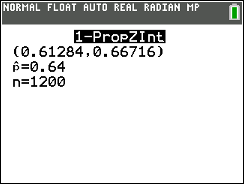 NORMAL FLOAT AUTO REAL RADIAN MP
1-PropZInt
(0.61284,0.66716)
p̂=0.64
n=1200